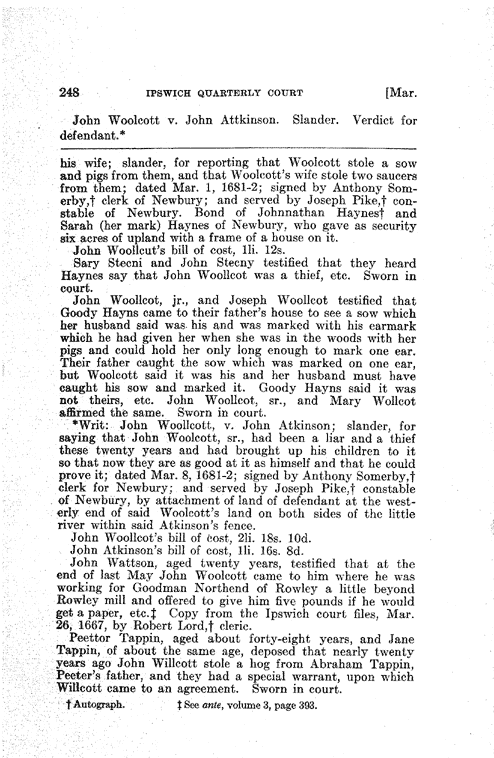 248 IPSWICH QUARTERLY COURT [Mar.
John Woolcott v. John Attkinson. Slander. Verdict for
defendant.*
his wife; slander, for reporting that Woolcott stole a sow
and pigs from them, and that Woolcott's wife stole two saucers
from them; dated Mar. 1, 1681-2; signed by Anthony Som-
erby,† clerk of Newbury; and served by Joseph Pike,† con-
stable of Newbury. Bond of Johnnathan Haynes† and
Sarah (her mark) Haynes of Newbury, who gave as security
six acres of upland with a frame of a house on it.
John Woollcut's bill of cost, 1li. 12s.
Sary Stecni and John Stecny testified that they heard
Haynes say that John Woollcot was a thief, etc. Sworn in
court.
John Woollcot, jr., and Joseph Woollcot testified that
Goody Hayns came to their father's house to see a sow which
her husband said was his and was marked with his earmark
which he had given her when she was in the woods with her
pigs and could hold her only long enough to mark one ear.
Their father caught the sow which was marked on one ear,
but Woolcott said it was his and her husband must have
caught his sow and marked it. Goody Hayns said it was
not theirs, etc. John Woollcot, sr., and Mary Wollcot
affirmed the same. Sworn in court.
*Writ: John Woollcott, v. John Atkinson; slander, for
saying that John Woolcott, sr., had been a liar and a thief
these twenty years and had brought up his children to it
so that now they are as good at it as himself and that he could
prove it; dated Mar. 8, 1681-2; signed by Anthony Somerby,†
clerk for Newbury; and served by Joseph Pike,† constable
of Newbury, by attachment of land of defendant at the west-
erly end of said Woolcott's land on both sides of the little
river within said Atkinson's fence.
John Woollcot's bill of cost, 2li. 18s. 10d.
John Atkinson's bill of cost, 1li. 16s. 8d.
John Wattson, aged twenty years, testified that at the
end of last May John Woolcott came to him where he was
working for Goodman Northend of Rowley a little beyond
Rowley mill and offered to give him five pounds if he would
get a paper, etc.‡ Copy from the Ipswich court files, Mar.
26, 1667, by Robert Lord,† cleric.
Peettor Tappin, aged about forty-eight years, and Jane
Tappin, of about the same age, deposed that nearly twenty
years ago John Willcott stole a hog from Abraham Tappin,
Peeter's father, and they had a special warrant, upon which
Willcott came to an agreement. Sworn in court.
† Autograph. ‡ See ante, volume 3, page 393.